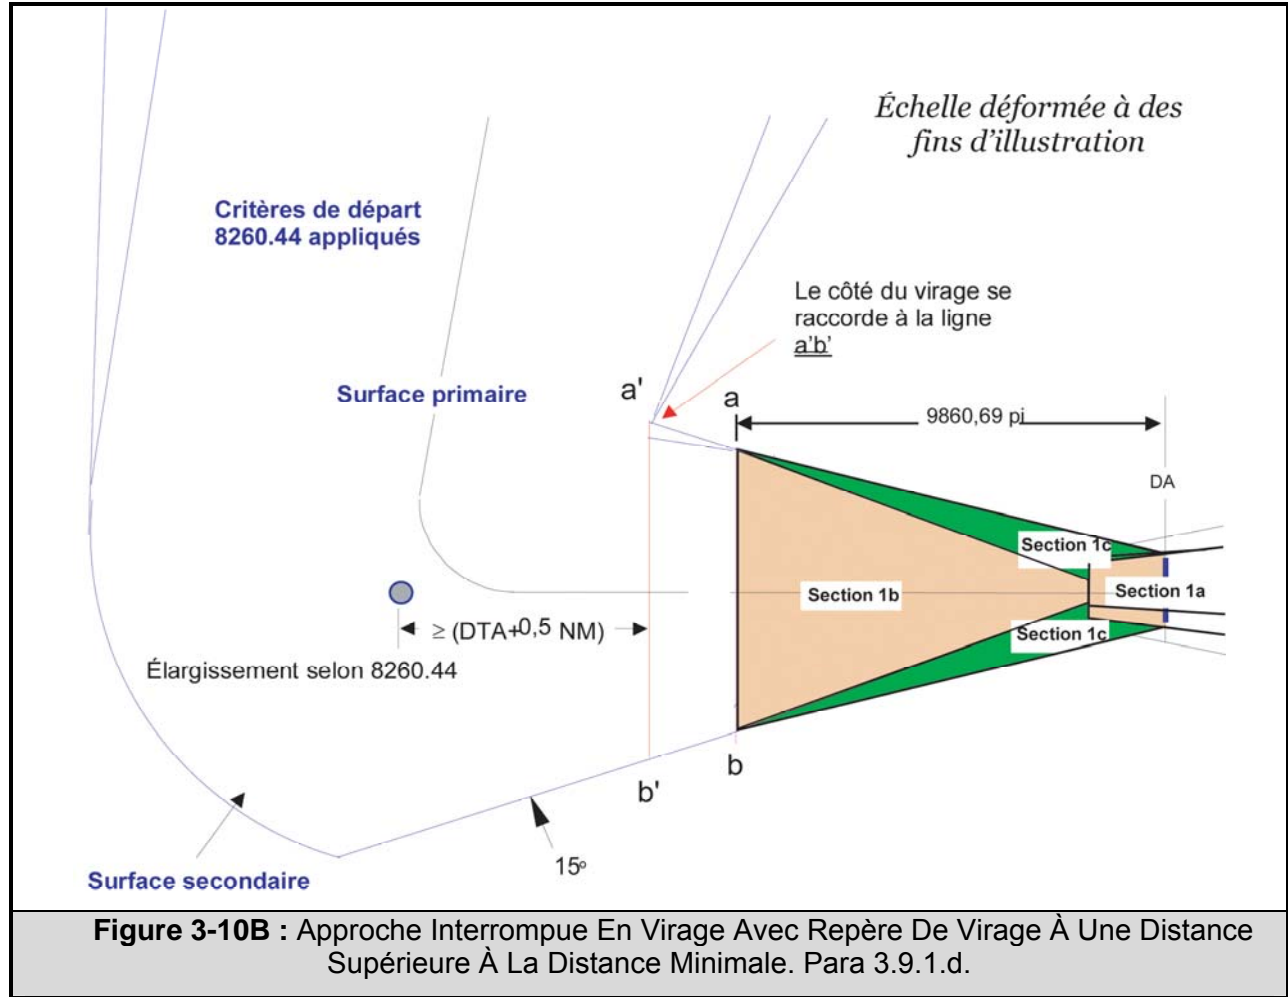 Échelle déformée à des
fins d'illustration
Critères de départ
8260.44 appliqués
Le côté du virage se
raccorde à la ligne
a'b'
Surface primaire
a'
a
9860,69 pi
DA
Section 1c
Section 1b
Section 1a
Section 1c
≥ (DTA+0,5 NM)
Élargissement selon 8260.44
b
b'
15º
Surface secondaire
Figure 3-10B : Approche Interrompue En Virage Avec Repère De Virage À Une Distance
Supérieure À La Distance Minimale. Para 3.9.1.d.